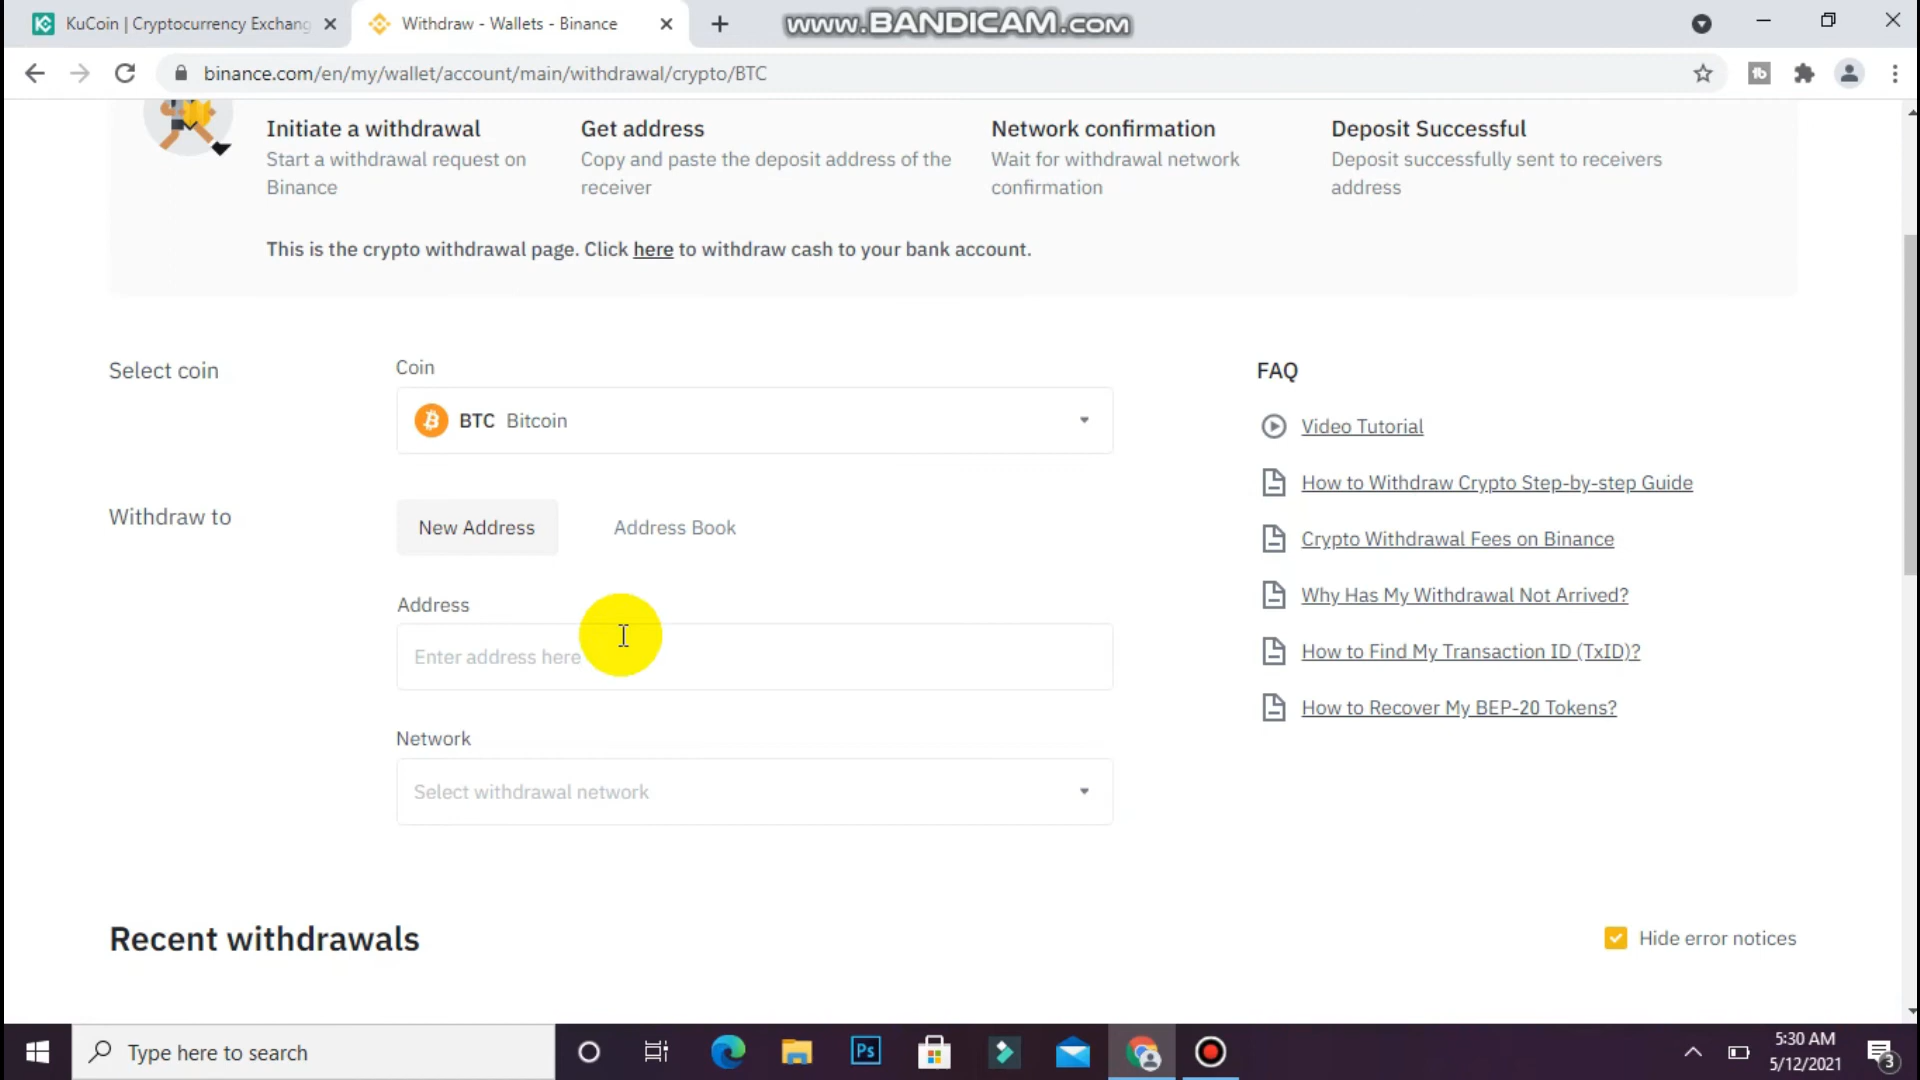 KuCoin | Cryptocurrency Exchang
Withdraw - Wallets - Binance
www.BANDICAM.com
binance.com/en/my/wallet/account/main/withdrawal/crypto/BTC
Initiate a withdrawal
Start a withdrawal request on
Binance
Get address
Copy and paste the deposit address of the
receiver
Network confirmation
Wait for withdrawal network
confirmation
Deposit Successful
Deposit successfully sent to receivers
address
This is the crypto withdrawal page. Click here to withdraw cash to your bank account.
Select coin
Coin
BTC Bitcoin
Withdraw to
New Address
Address Book
Address
Enter address here
Network
Select withdrawal network
FAQ
Video Tutorial
How to Withdraw Crypto Step-by-step Guide
Crypto Withdrawal Fees on Binance
Why Has My Withdrawal Not Arrived?
How to Find My Transaction ID (TxID)?
How to Recover My BEP-20 Tokens?
Recent withdrawals
Hide error notices
Type here to search
Ps
5:30 AM
5/12/2021
3